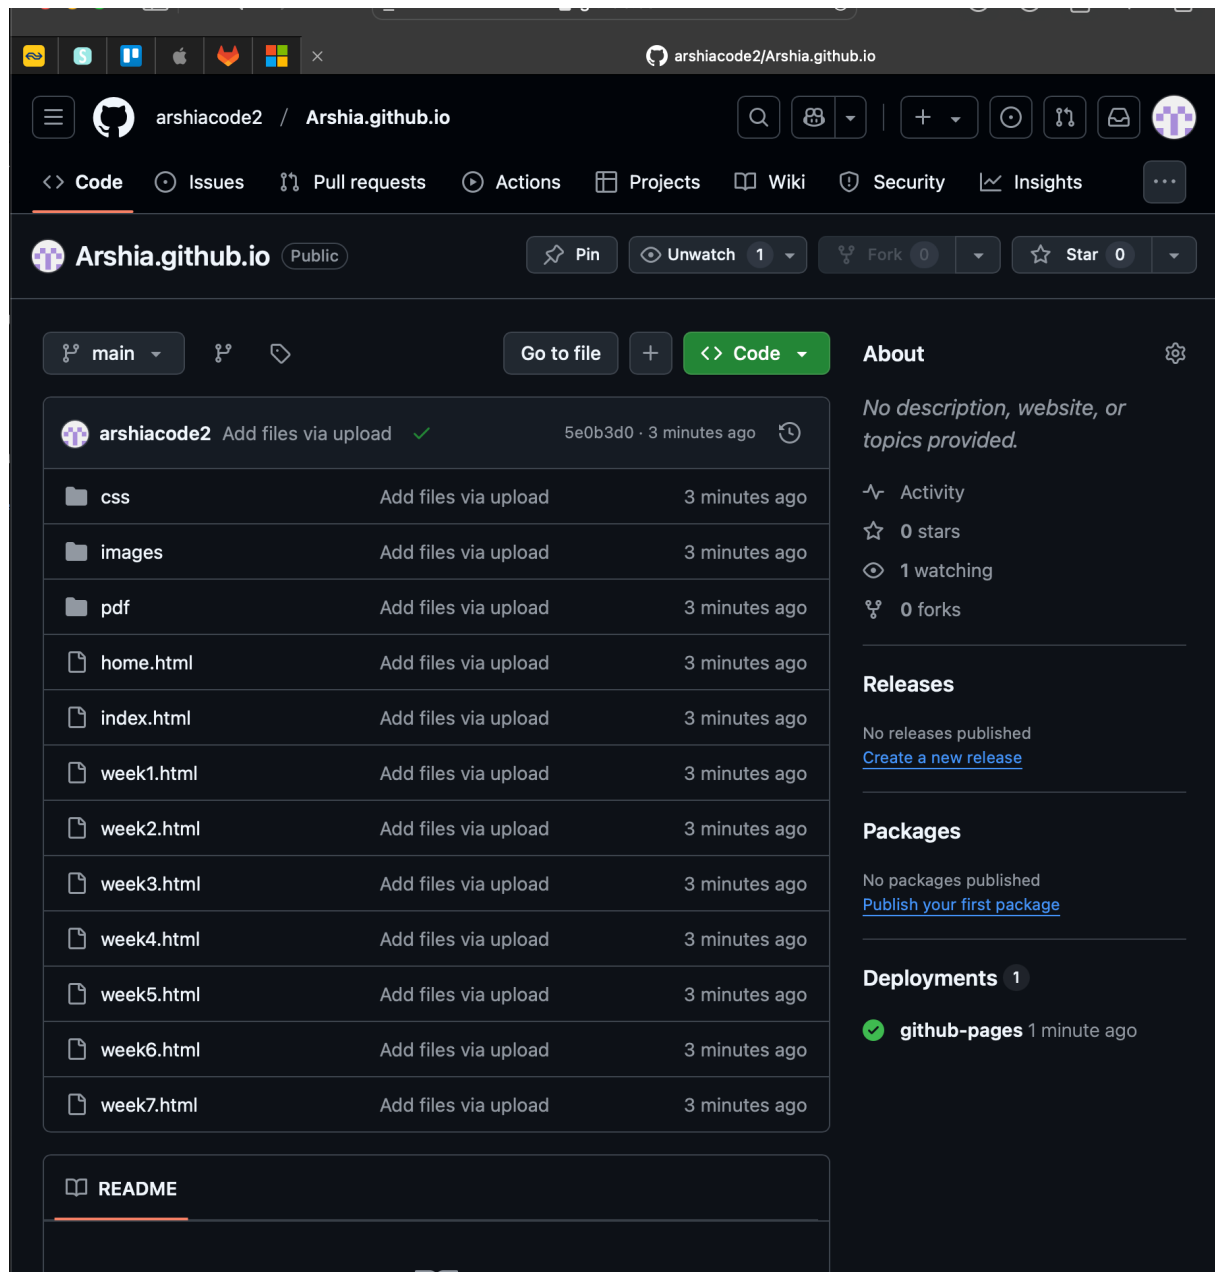 arshiacode2/Arshia.github.io
arshiacode2 / Arshia.github.io
Code Issues Pull requests Actions Projects Wiki Security Insights
Arshia.github.io Public Pin Unwatch 1 Fork 0 Star 0
main Go to file Code
arshiacode2 Add files via upload 5e0b3d0 · 3 minutes ago
css Add files via upload 3 minutes ago
images Add files via upload 3 minutes ago
pdf Add files via upload 3 minutes ago
home.html Add files via upload 3 minutes ago
index.html Add files via upload 3 minutes ago
week1.html Add files via upload 3 minutes ago
week2.html Add files via upload 3 minutes ago
week3.html Add files via upload 3 minutes ago
week4.html Add files via upload 3 minutes ago
week5.html Add files via upload 3 minutes ago
week6.html Add files via upload 3 minutes ago
week7.html Add files via upload 3 minutes ago
README
About
No description, website, or
topics provided.
Activity
0 stars
1 watching
0 forks
Releases
No releases published
Create a new release
Packages
No packages published
Publish your first package
Deployments 1
github-pages 1 minute ago